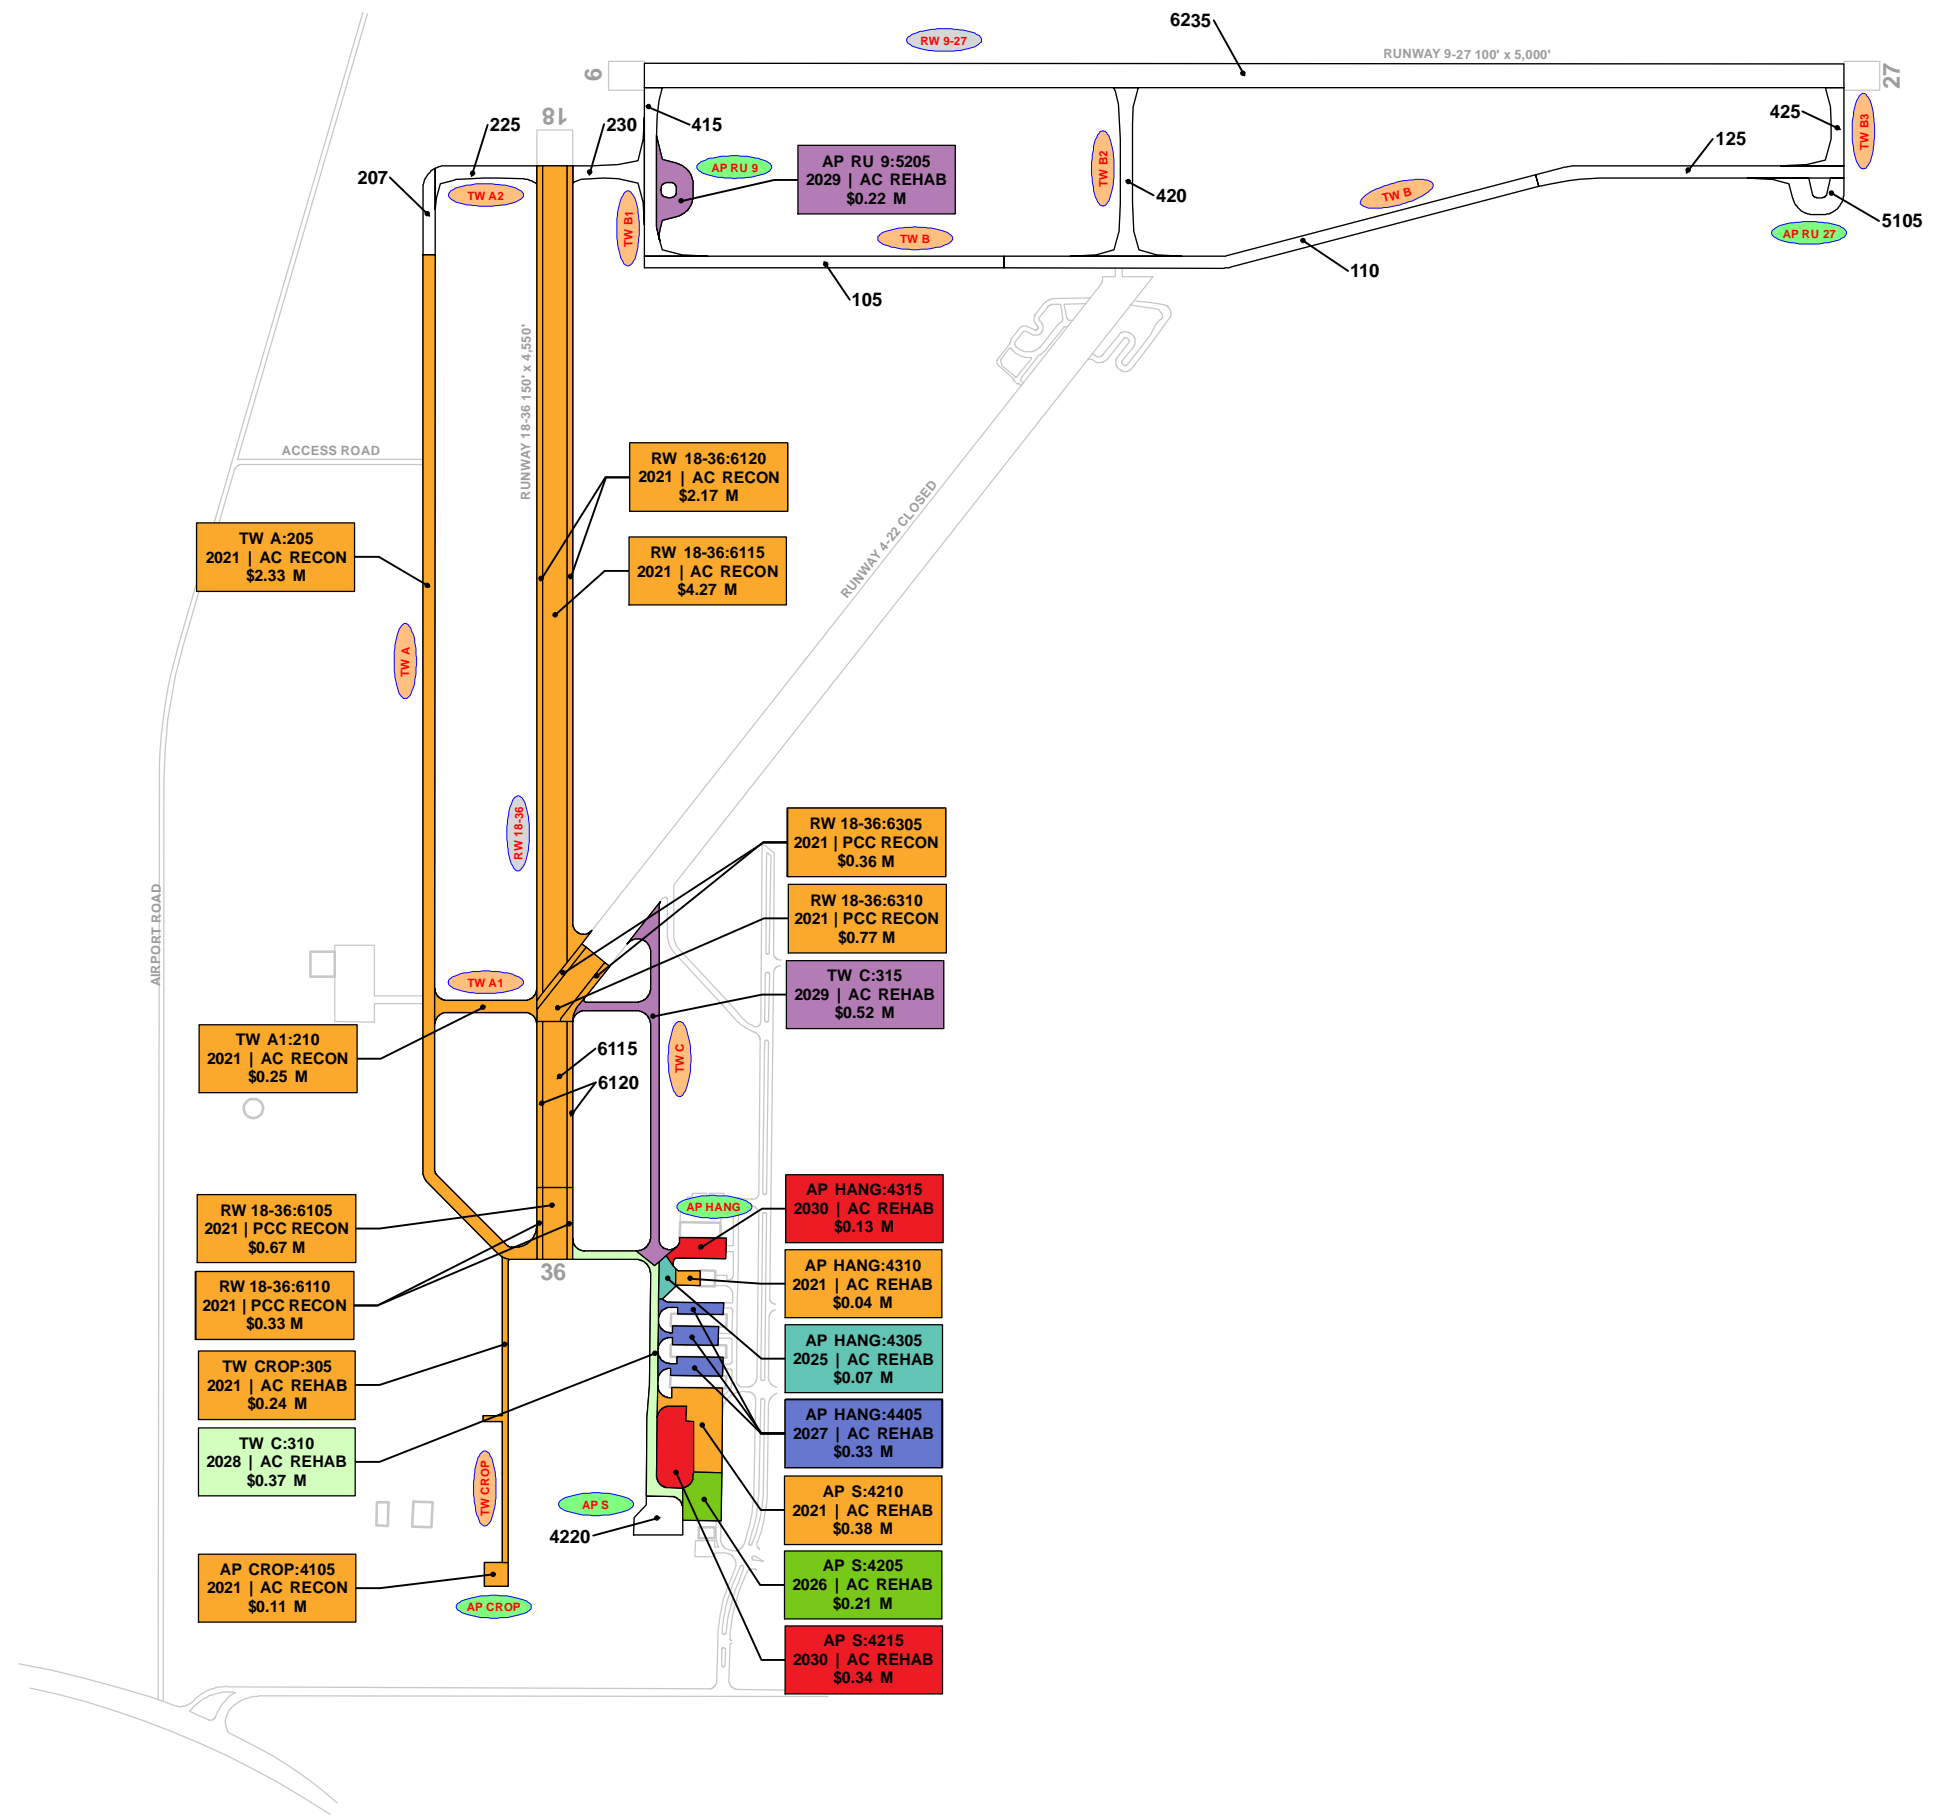 6235
RW 9-27
RUNWAY 9-27 100' x 5,000'
9
27
18
225
230
415
425
TW B3
125
207
TW A2
AP RU 9
AP RU 9:5205
2029 | AC REHAB
$0.22 M
TW B2
420
TW B
5105
AP RU 27
TW B1
TW B
110
105
RUNWAY 18-36 150' x 4,550'
ACCESS ROAD
RW 18-36:6120
2021 | AC RECON
$2.17 M
RUNWAY 4-22 CLOSED
TW A:205
2021 | AC RECON
$2.33 M
RW 18-36:6115
2021 | AC RECON
$4.27 M
TW A
RW 18-36
RW 18-36:6305
2021 | PCC RECON
$0.36 M
AIRPORT ROAD
RW 18-36:6310
2021 | PCC RECON
$0.77 M
TW A1
TW C:315
2029 | AC REHAB
$0.52 M
TW A1:210
2021 | AC RECON
$0.25 M
6115
TW C
6120
AP HANG:4315
2030 | AC REHAB
$0.13 M
RW 18-36:6105
2021 | PCC RECON
$0.67 M
AP HANG
36
AP HANG:4310
2021 | AC REHAB
$0.04 M
RW 18-36:6110
2021 | PCC RECON
$0.33 M
AP HANG:4305
2025 | AC REHAB
$0.07 M
TW CROP:305
2021 | AC REHAB
$0.24 M
AP HANG:4405
2027 | AC REHAB
$0.33 M
TW C:310
2028 | AC REHAB
$0.37 M
TW CROP
AP S
4220
AP S:4210
2021 | AC REHAB
$0.38 M
AP CROP:4105
2021 | AC RECON
$0.11 M
AP CROP
AP S:4205
2026 | AC REHAB
$0.21 M
AP S:4215
2030 | AC REHAB
$0.34 M